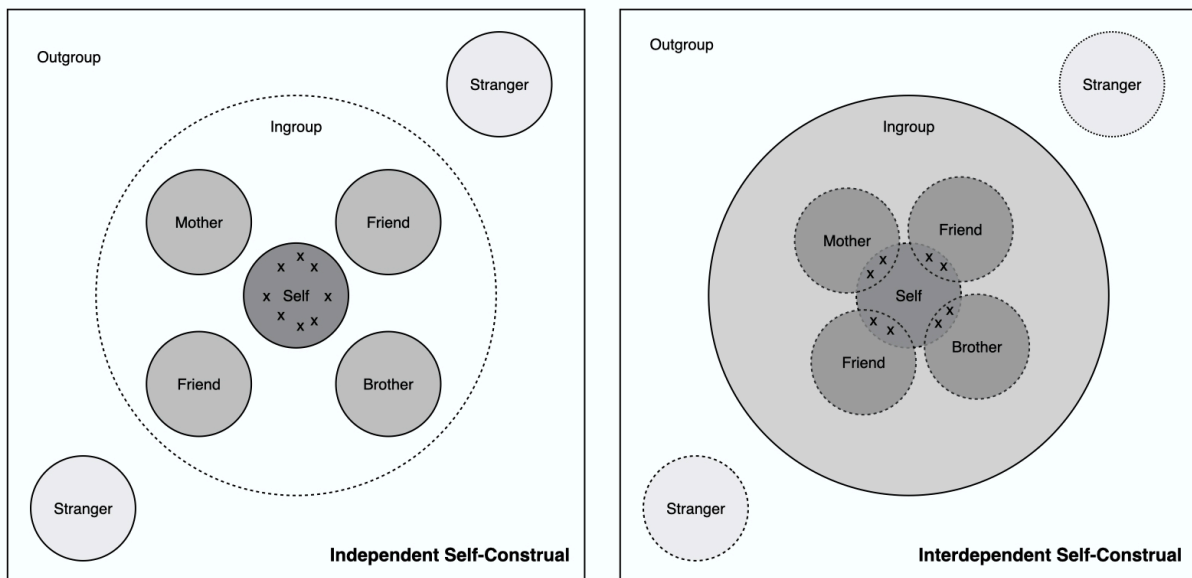 Outgroup
Stranger
Ingroup
Mother
Friend
x
x
x
x
Self
x
x
x
x
Friend
Brother
Stranger
Independent Self-Construal
Outgroup
Stranger
Ingroup
Mother
Friend
x
x
x
x
Self
x
x
x
x
Friend
Brother
Stranger
Interdependent Self-Construal